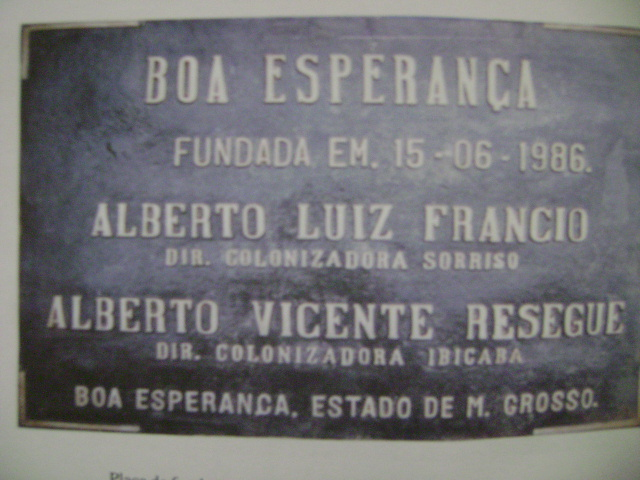 BOA ESPERANÇA
FUNDADA EM. 15-06-1986.
ALBERTO LUIZ FRANCIO
DIR. COLONIZADORA SORRISO
ALBERTO VICENTE RESEGUE
DIR. COLONIZADORA IBICABA
BOA ESPERANÇA. ESTADO DE M. GROSSO.